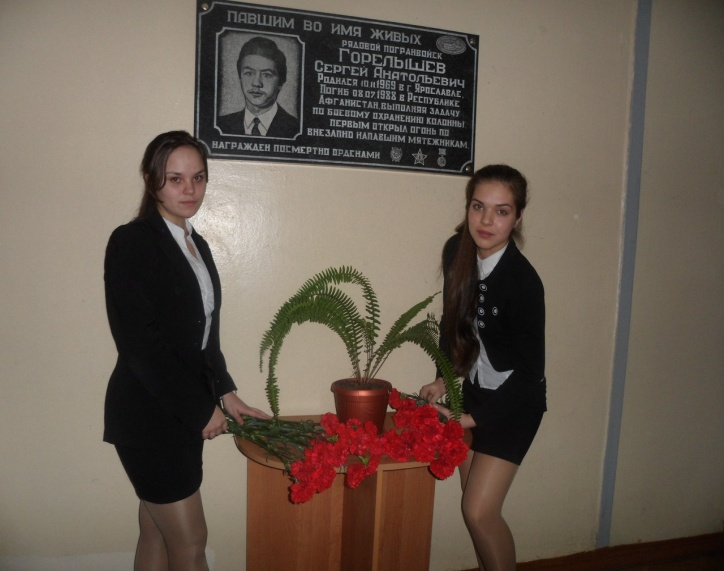 ПАВШИМ ВО ИМЯ ЖИВЫХ
РЯДОВОЙ ПОГРАНВОЙСК
ГОРЕЛЫШЕВ
СЕРГЕЙ АНАТОЛЬЕВИЧ
РОДИЛСЯ 10.11.1969 В Г. ЯРОСЛАВЛЕ.
ПОГИБ 08.07.1988 В РЕСПУБЛИКЕ
АФГАНИСТАН, ВЫПОЛНЯЯ ЗАДАЧУ
ПО БОЕВОМУ ОХРАНЕНИЮ КОЛОННЫ.
ПЕРВЫМ ОТКРЫЛ ОГОНЬ ПО
ВНЕЗАПНО НАПАВШИМ МЯТЕЖНИКАМ.
НАГРАЖДЕН ПОСМЕРТНО ОРДЕНАМИ